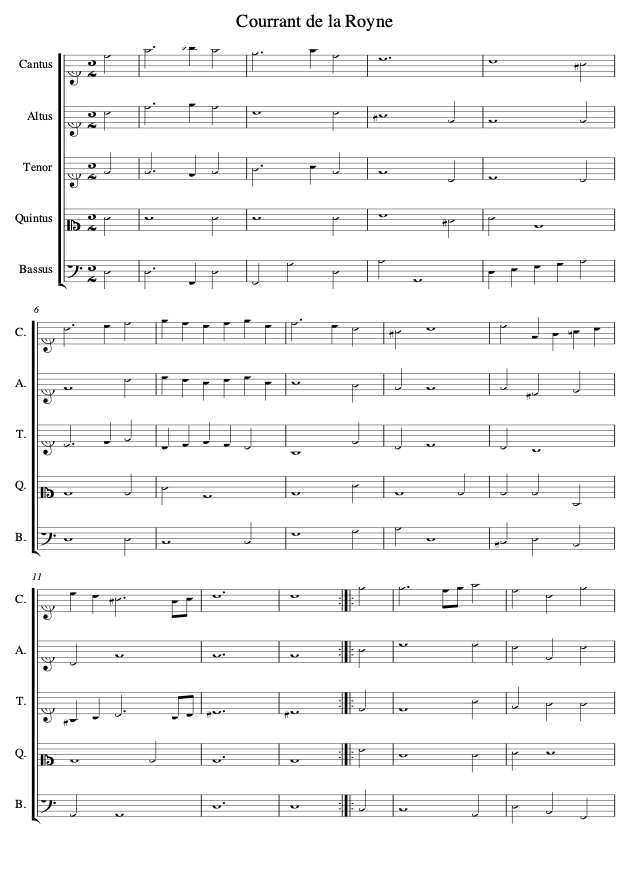 Courrant de la Royne
Cantus
Altus
Tenor
Quintus
Bassus
6
C.
A.
T.
Q.
B.
11
C.
A.
T.
Q.
B.